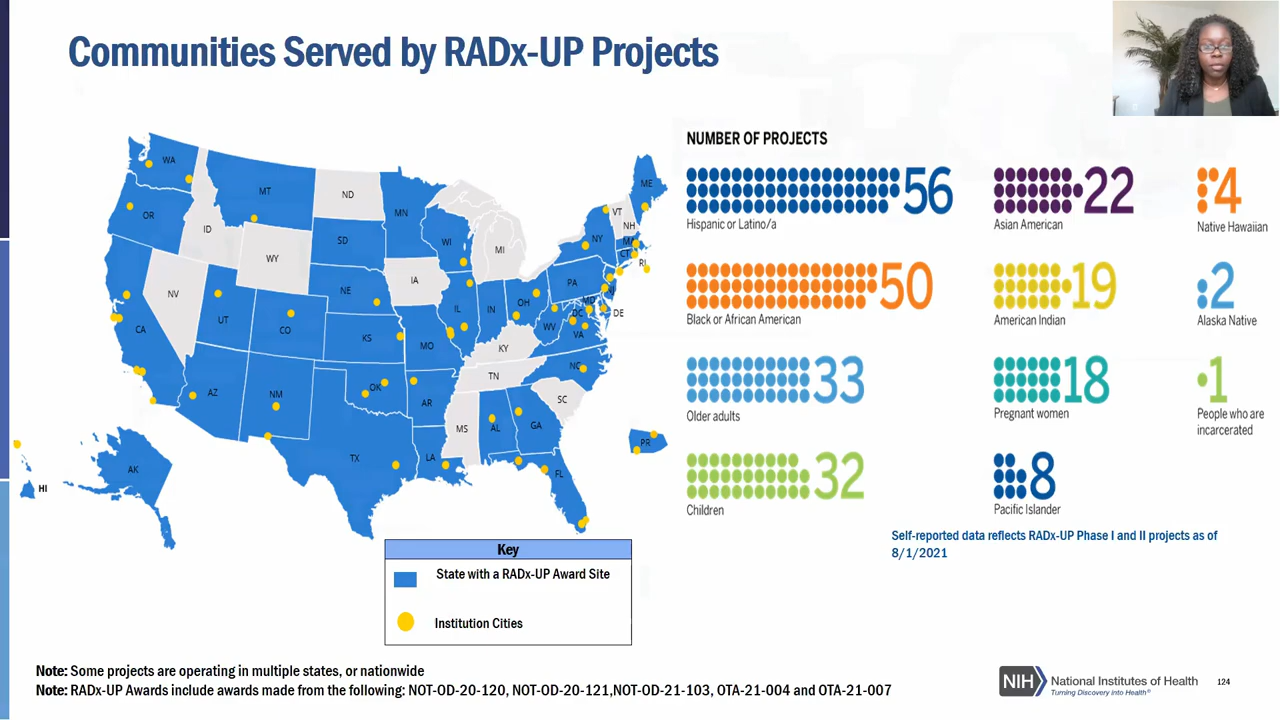 Communities Served by RADx-UP Projects
WA
MT
ND
MN
ME
VT
NH
OR
ID
SD
WI
NY
MA
CT
RI
WY
MI
IA
PA
NJ
NV
NE
IL
IN
OH
MD
DE
DC
UT
CO
WV
VA
CA
KS
MO
KY
NC
TN
AZ
NM
OK
AR
SC
MS
AL
GA
TX
LA
FL
PR
AK
HI
Key
State with a RADx-UP Award Site
Institution Cities
NUMBER OF PROJECTS
56
Hispanic or Latino/a
50
Black or African American
33
Older adults
32
Children
22
Asian American
19
American Indian
18
Pregnant women
8
Pacific Islander
4
Native Hawaiian
2
Alaska Native
1
People who are
incarcerated
Self-reported data reflects RADx-UP Phase I and II projects as of
8/1/2021
Note: Some projects are operating in multiple states, or nationwide
Note: RADx-UP Awards include awards made from the following: NOT-OD-20-120, NOT-OD-20-121,NOT-OD-21-103, OTA-21-004 and OTA-21-007
NIH National Institutes of Health
Turning Discovery Into Health®
124